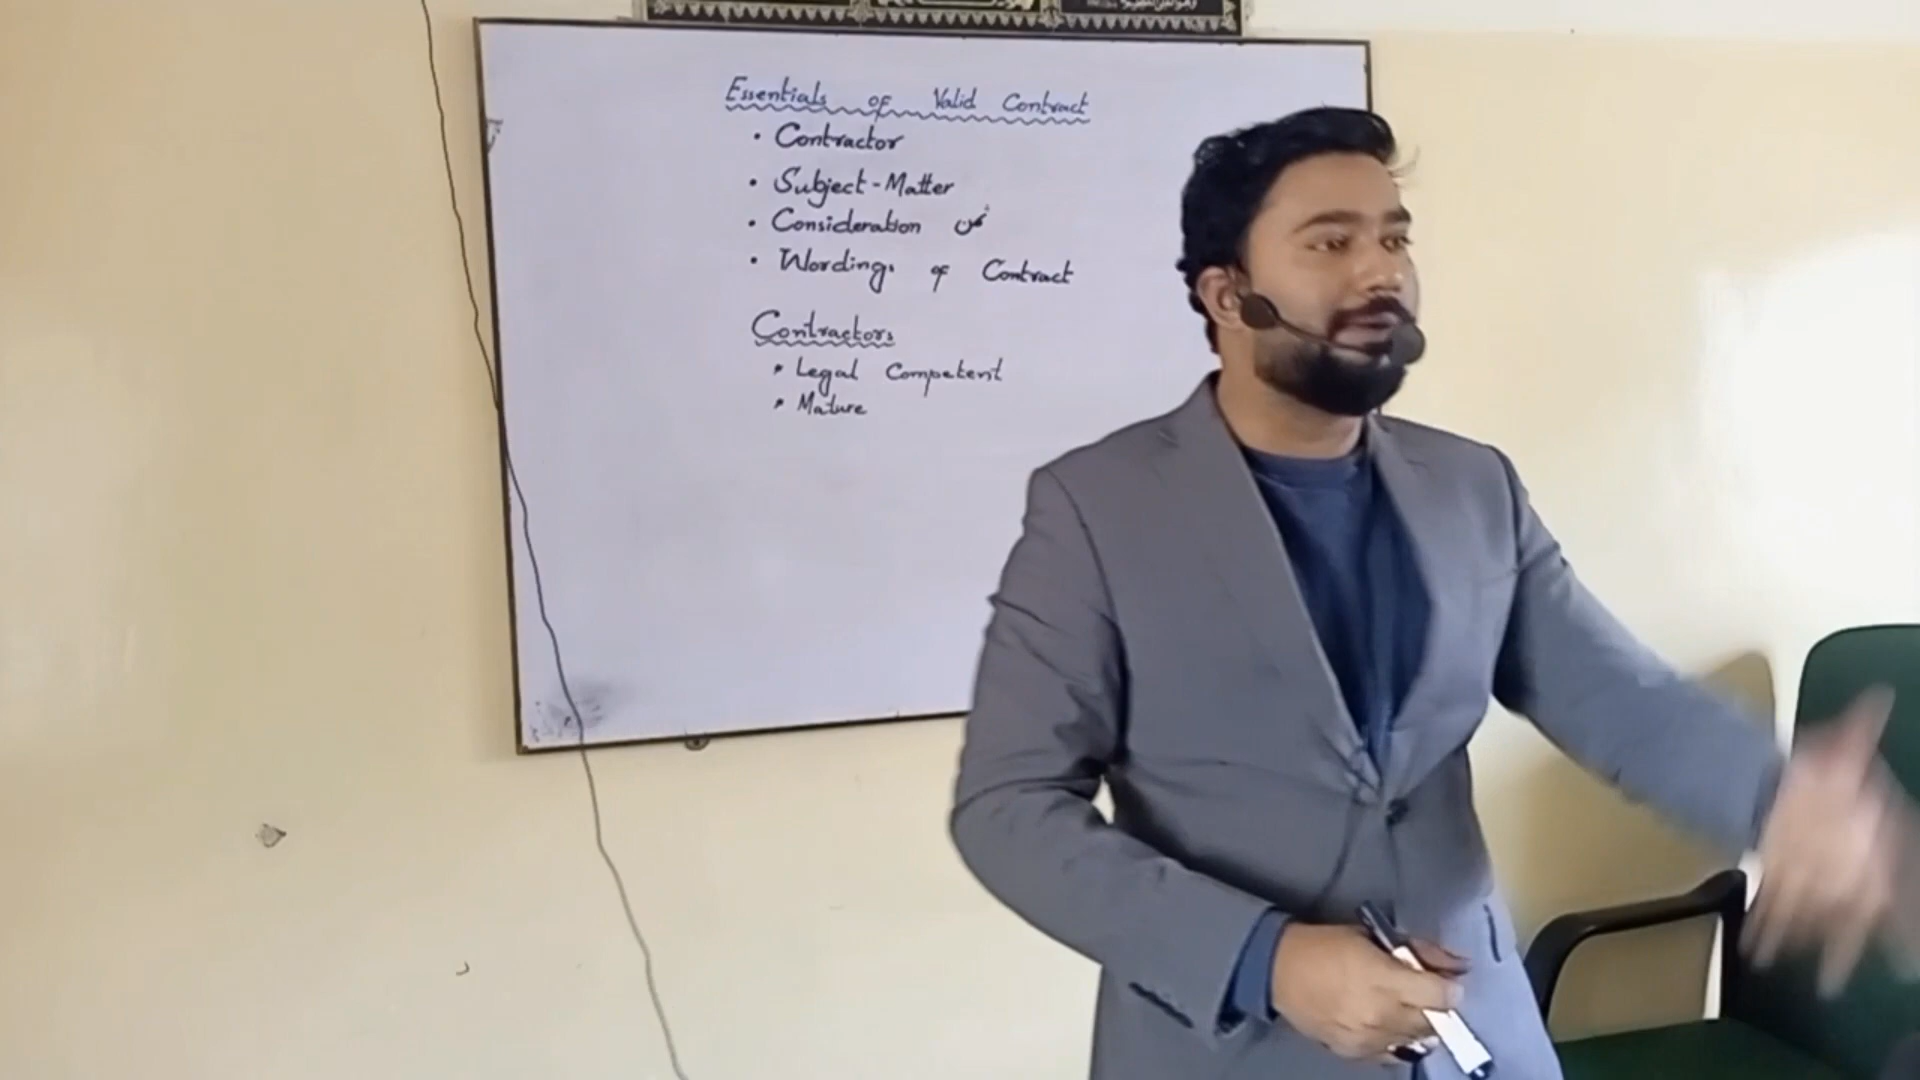 Essentials of Valid Contract
• Contractor
• Subject-Matter
• Consideration ثمن
• Wordings of Contract
Contractors
* Legal Competent
* Mature